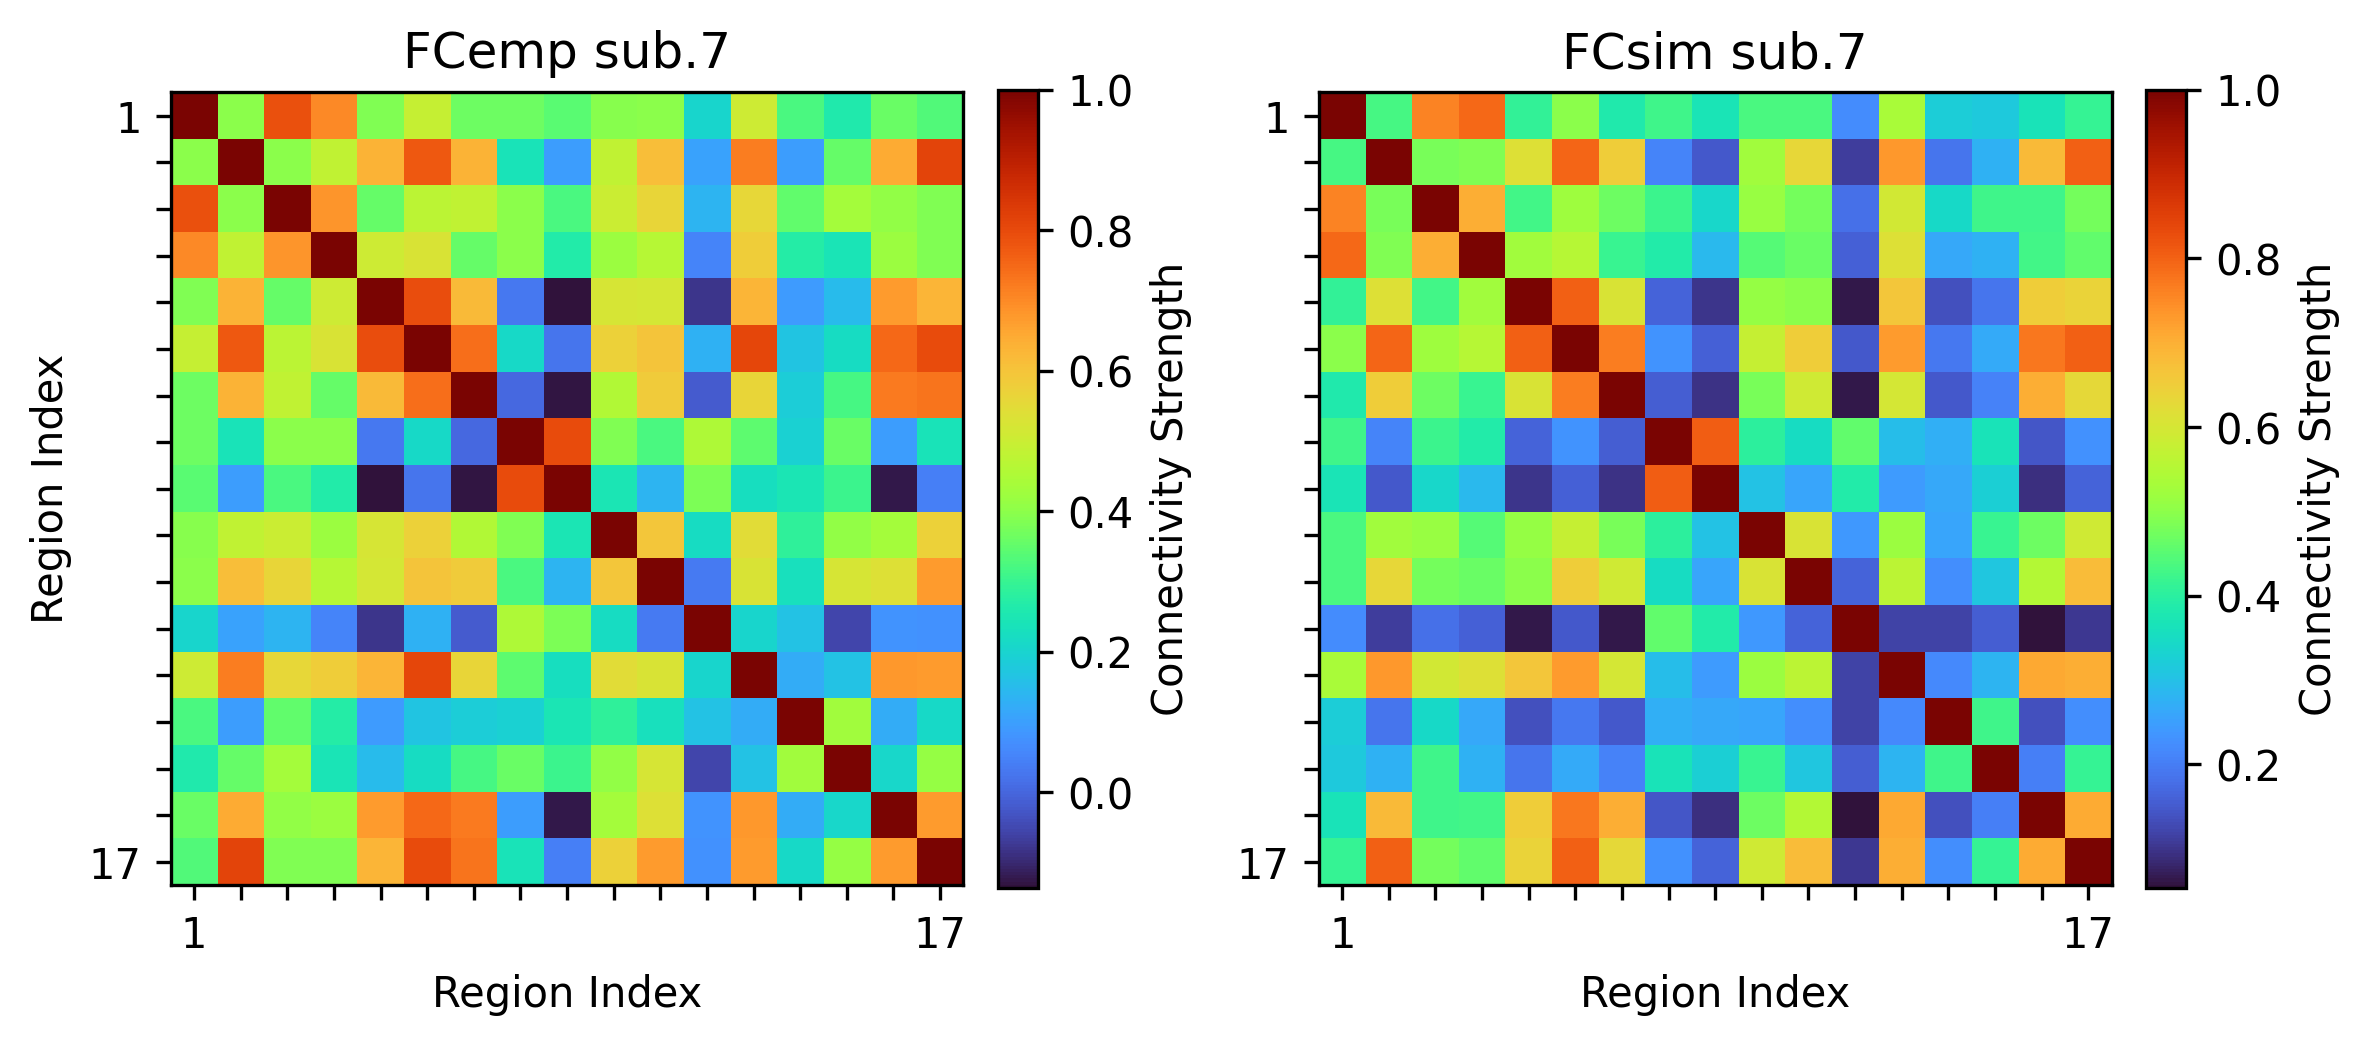 FCemp sub.7
1
17
1
17
Region Index
Region Index
1.0
0.8
0.6
0.4
0.2
0.0
Connectivity Strength
FCsim sub.7
1
17
1
17
Region Index
1.0
0.8
0.6
0.4
0.2
Connectivity Strength